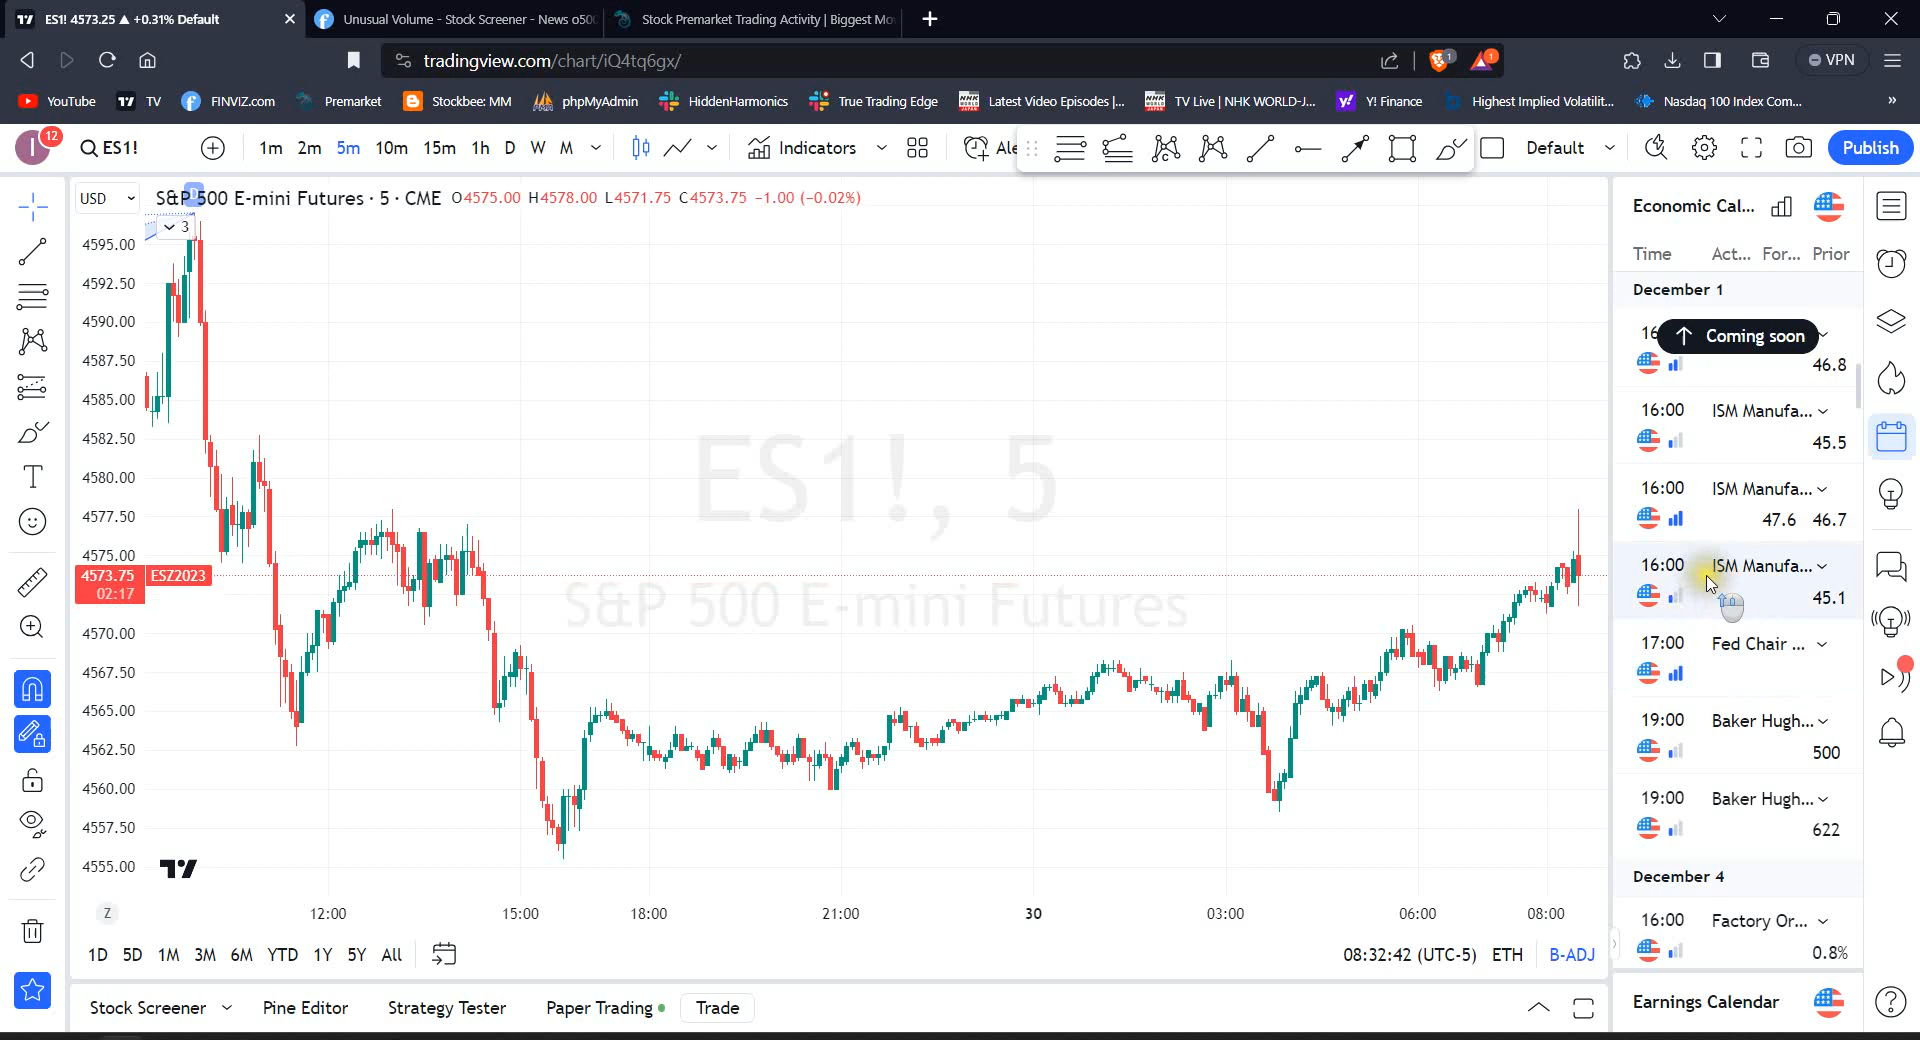 ES1! 4573.25 ▲ +0.31% Default
Unusual Volume - Stock Screener - News o500
Stock Premarket Trading Activity | Biggest Mo
tradingview.com/chart/iQ4tq6gx/
1
1
VPN
YouTube
TV
FINVIZ.com
Premarket
Stockbee: MM
phpMyAdmin
HiddenHarmonics
True Trading Edge
Latest Video Episodes |...
TV Live | NHK WORLD-J...
Y! Finance
Highest Implied Volatilit...
Nasdaq 100 Index Com...
»
I
12
ES1!
1m 2m 5m 10m 15m 1h D W M
Indicators
Ale
Default
Publish
USD
S&P 500 E-mini Futures · 5 · CME O4575.00 H4578.00 L4571.75 C4573.75 −1.00 (−0.02%)
D
3
4595.00
4592.50
4590.00
4587.50
4585.00
4582.50
4580.00
4577.50
4575.00
4573.75 ESZ2023
02:17
4570.00
4567.50
4565.00
4562.50
4560.00
4557.50
4555.00
ES1!, 5
S&P 500 E-mini Futures
Z
12:00 15:00 18:00 21:00 30 03:00 06:00 08:00
1D 5D 1M 3M 6M YTD 1Y 5Y All
08:32:42 (UTC-5) ETH B-ADJ
Stock Screener Pine Editor Strategy Tester Paper Trading Trade
Economic Cal...
Time Act... For... Prior
December 1
16
Coming soon
46.8
16:00 ISM Manufa...
45.5
16:00 ISM Manufa...
47.6 46.7
16:00 ISM Manufa...
45.1
17:00 Fed Chair ...
19:00 Baker Hugh...
500
19:00 Baker Hugh...
622
December 4
16:00 Factory Or...
0.8%
Earnings Calendar